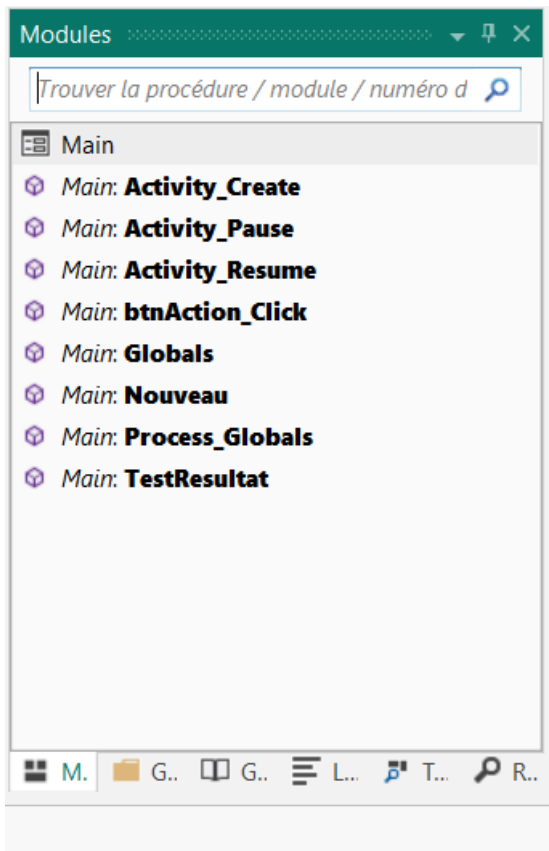 Modules
Trouver la procédure / module / numéro d
Main
Main: Activity_Create
Main: Activity_Pause
Main: Activity_Resume
Main: btnAction_Click
Main: Globals
Main: Nouveau
Main: Process_Globals
Main: TestResultat
M. G.. G.. L... T... R..